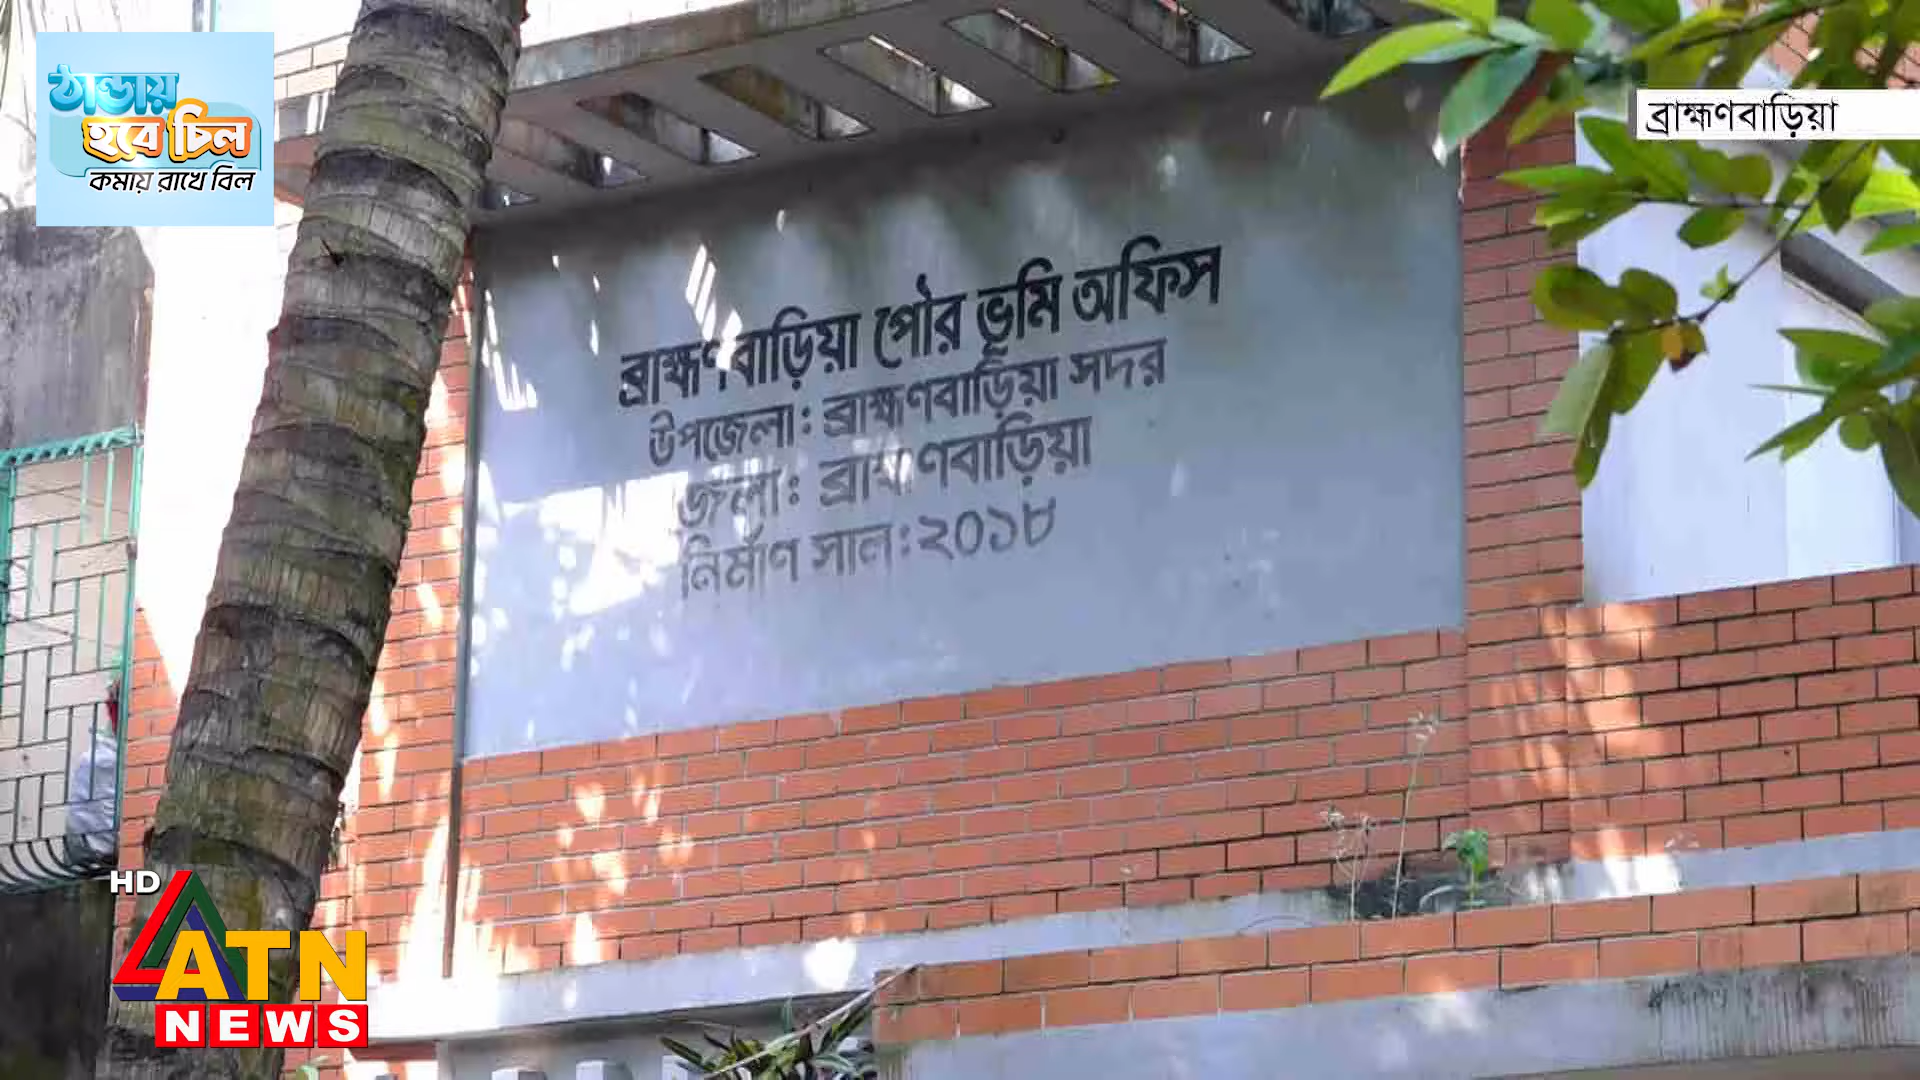 ঠান্ডায়
হবে চিল
কমায় রাখে বিল
ব্রাহ্মণবাড়িয়া
ব্রাহ্মণবাড়িয়া পৌর ভূমি অফিস
উপজেলা: ব্রাহ্মণবাড়িয়া সদর
জেলা: ব্রাহ্মণবাড়িয়া
নির্মাণ সাল: ২০১৮
HD
ATN
NEWS